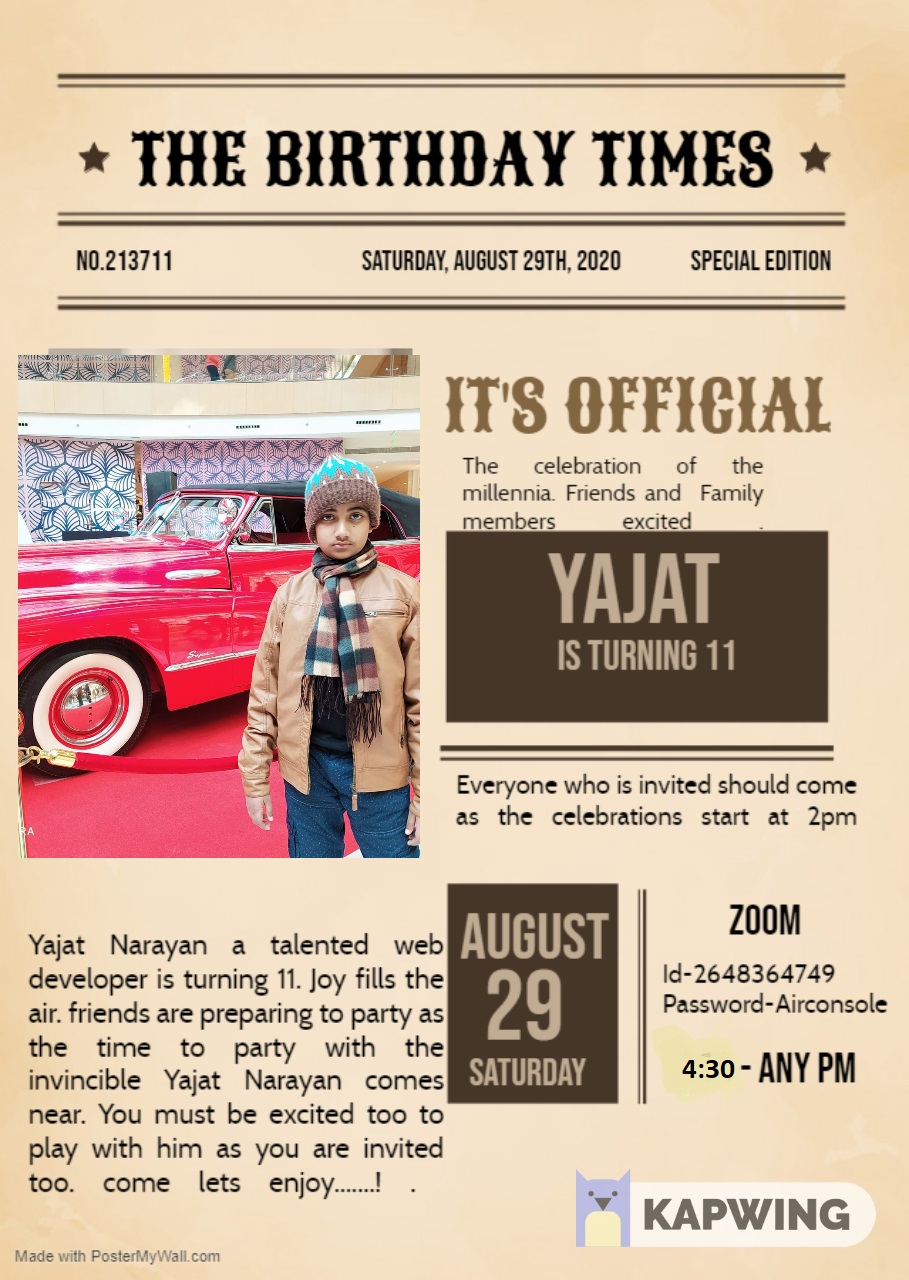 THE BIRTHDAY TIMES
NO.213711 SATURDAY, AUGUST 29TH, 2020 SPECIAL EDITION
IT'S OFFICIAL
The celebration of the
millennia. Friends and Family
members excited .
YAJAT
IS TURNING 11
Everyone who is invited should come
as the celebrations start at 2pm
Super
RA
Yajat Narayan a talented web
developer is turning 11. Joy fills the
air. friends are preparing to party as
the time to party with the
invincible Yajat Narayan comes
near. You must be excited too to
play with him as you are invited
too. come lets enjoy.......! .
AUGUST
29
SATURDAY
ZOOM
Id-2648364749
Password-Airconsole
4:30 - ANY PM
KAPWING
Made with PosterMyWall.com